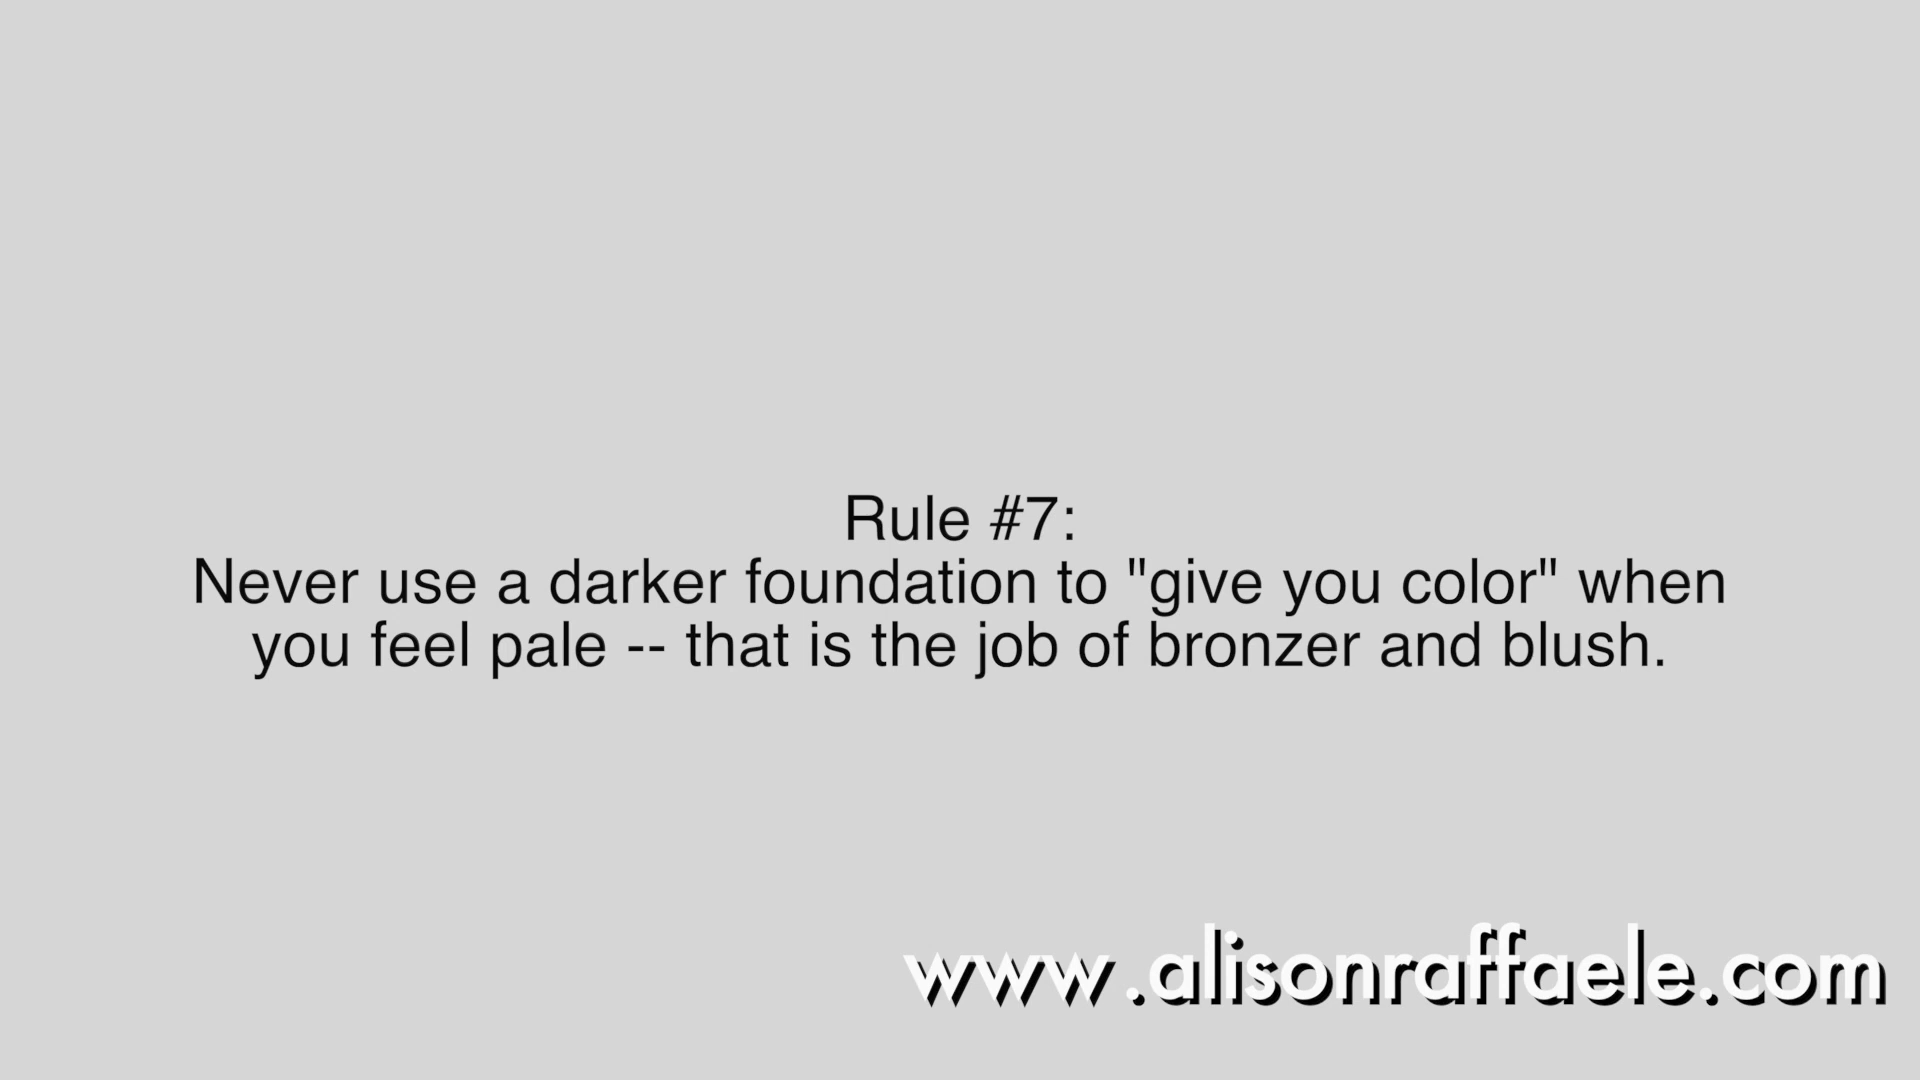 Rule #7:
Never use a darker foundation to "give you color" when
you feel pale -- that is the job of bronzer and blush.
www.alisonraffaele.com